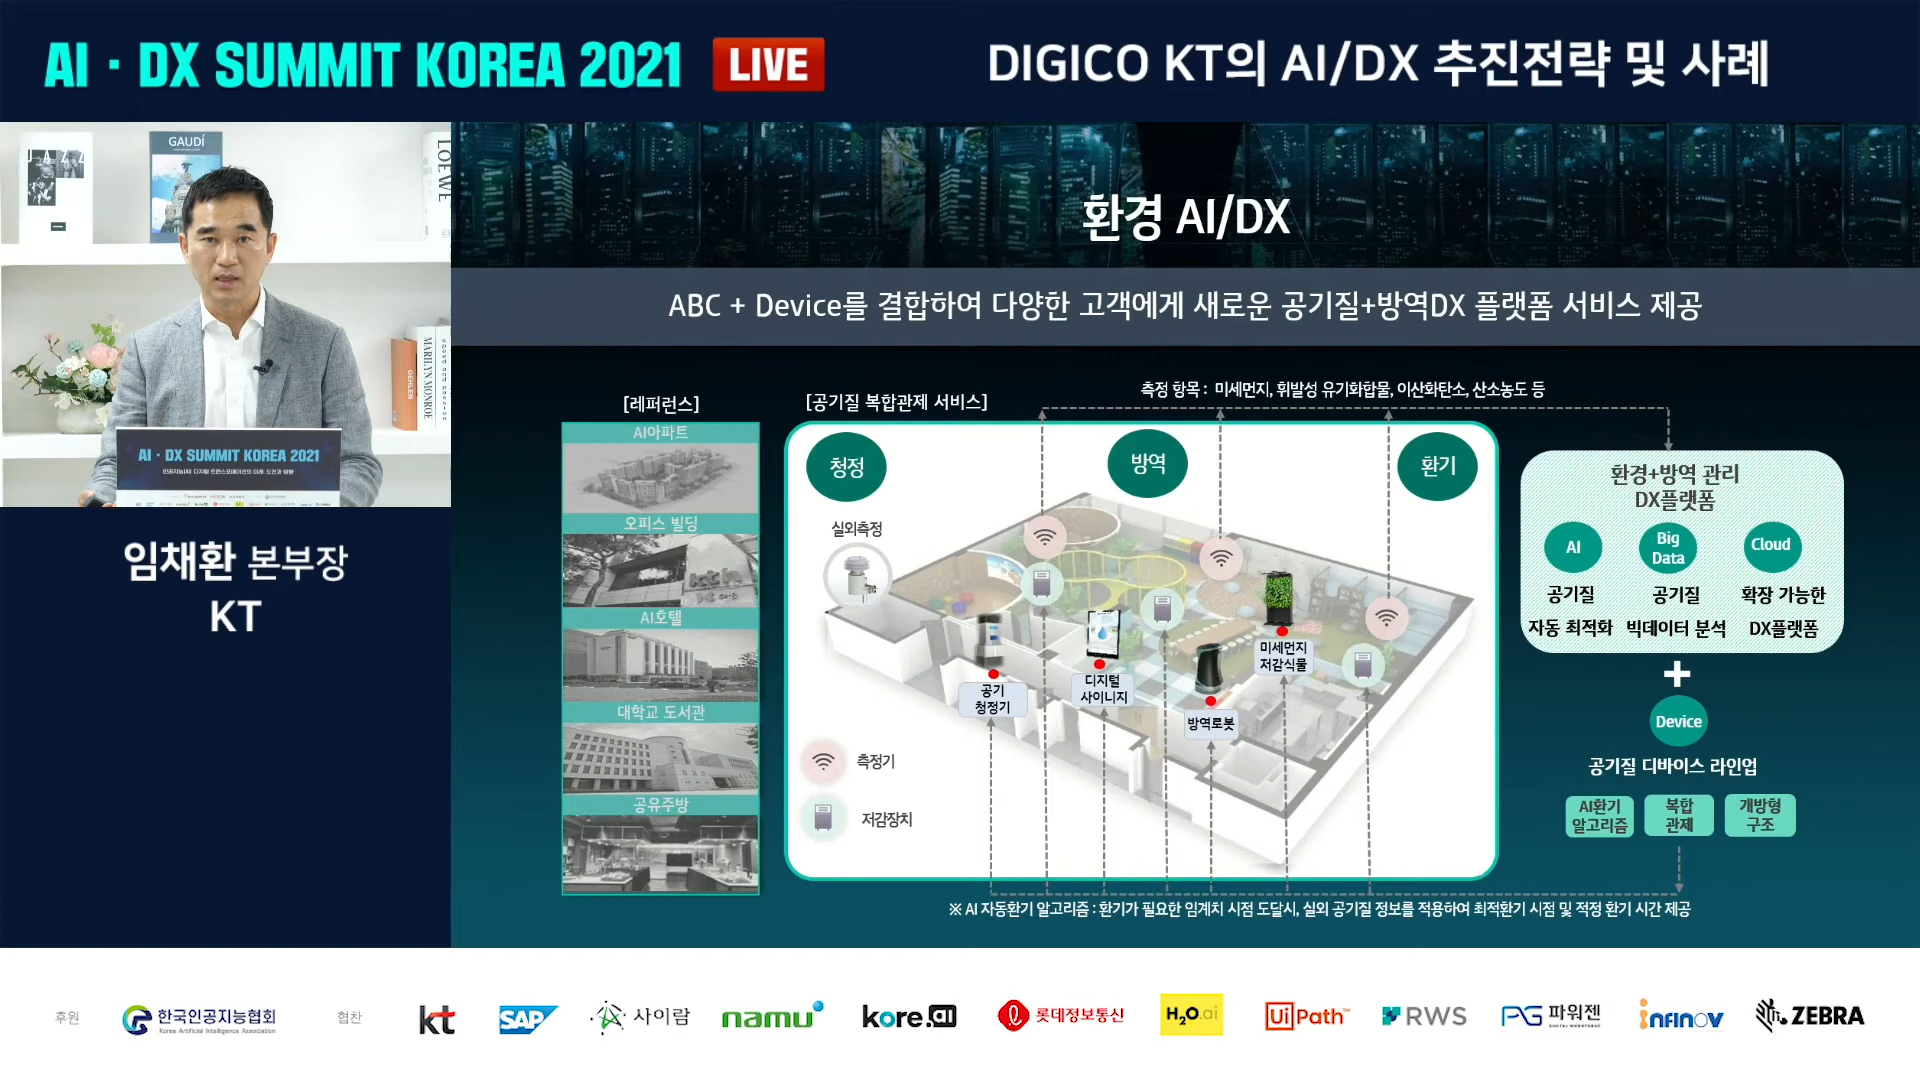 AI · DX SUMMIT KOREA 2021
LIVE
DIGICO KT의 AI/DX 추진전략 및 사례
JAZZ
GAUDÍ
LOEWE
OEHLEN
MARILYN MONROE
AI · DX SUMMIT KOREA 2021
임채환 본부장
KT
환경 AI/DX
ABC + Device를 결합하여 다양한 고객에게 새로운 공기질+방역DX 플랫폼 서비스 제공
[레퍼런스]
AI아파트
오피스 빌딩
kth
AI호텔
대학교 도서관
공유주방
[공기질 복합관제 서비스]
측정 항목 : 미세먼지, 휘발성 유기화합물, 이산화탄소, 산소농도 등
청정
방역
환기
실외측정
공기
청정기
디지털
사이니지
방역로봇
미세먼지
저감식물
측정기
저감장치
환경+방역 관리
DX플랫폼
AI
Big
Data
Cloud
공기질
자동 최적화
공기질
빅데이터 분석
확장 가능한
DX플랫폼
+
Device
공기질 디바이스 라인업
AI환기
알고리즘
복합
관제
개방형
구조
※ AI 자동환기 알고리즘 : 환기가 필요한 임계치 시점 도달시, 실외 공기질 정보를 적용하여 최적환기 시점 및 적정 환기 시간 제공
후원
한국인공지능협회
Korea Artificial Intelligence Association
협찬
kt
SAP
사이람
namu
kore.ai
롯데정보통신
H2O.ai
UiPath
RWS
PG 파워젠
DIGITAL WORKFORCE
infinov
ZEBRA